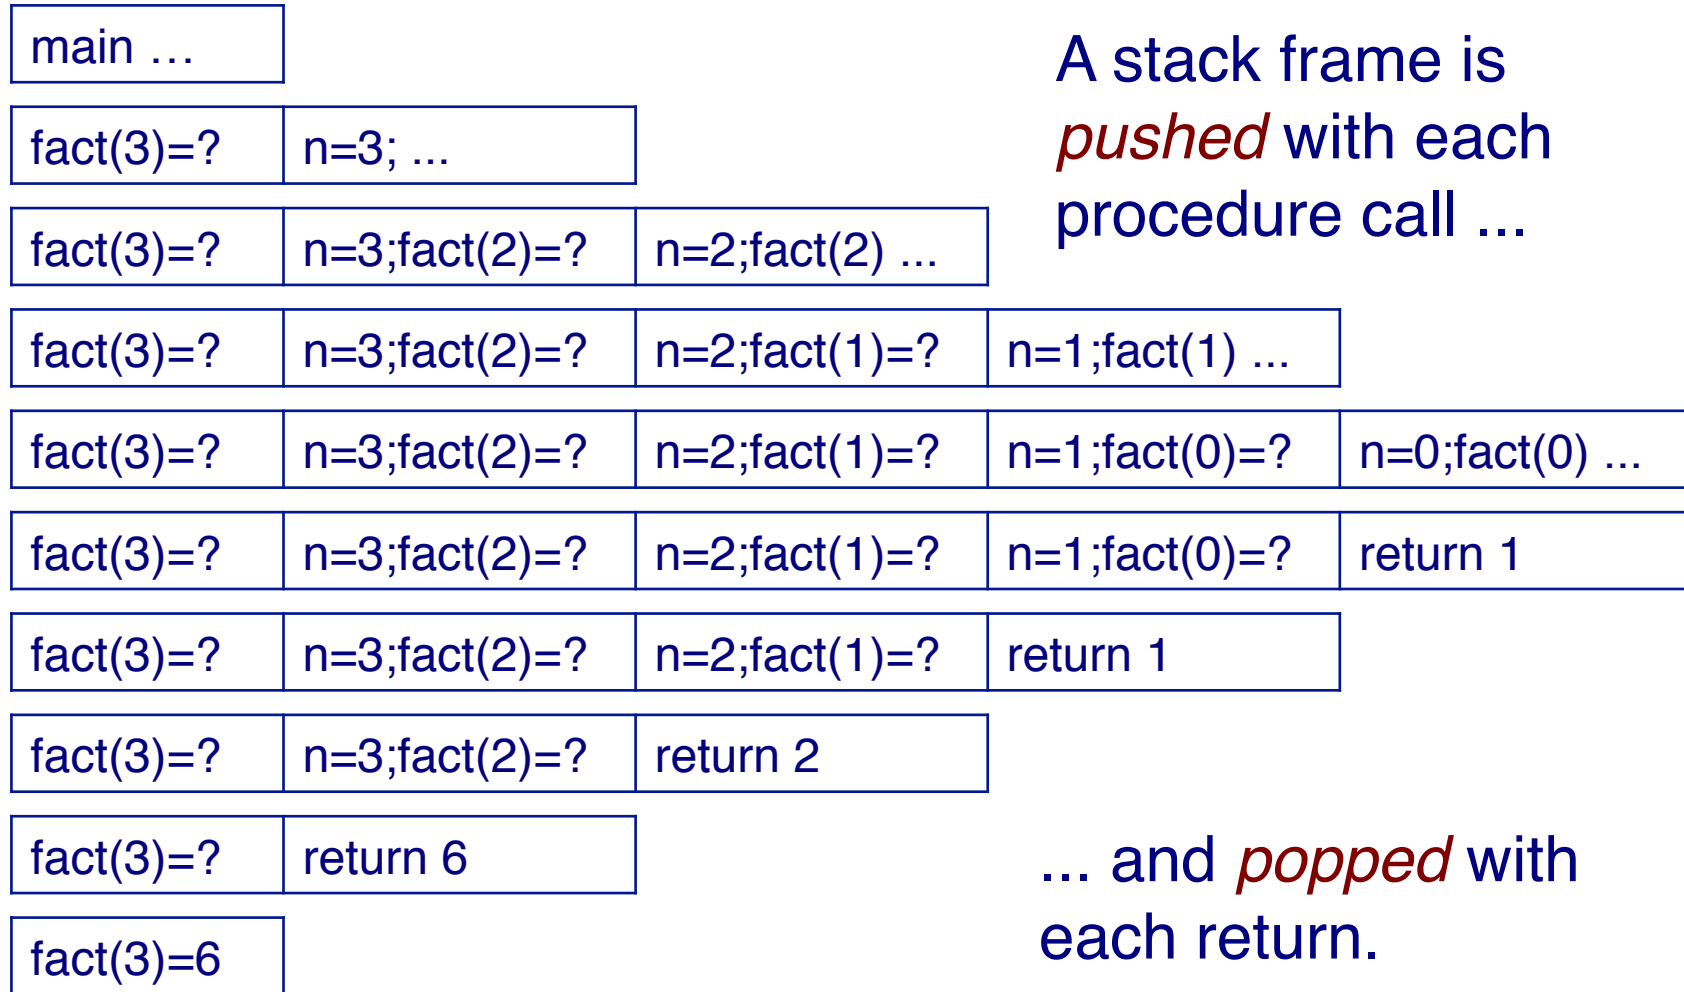 main …
A stack frame is
pushed with each
procedure call ...
fact(3)=? n=3; ...
fact(3)=? n=3;fact(2)=? n=2;fact(2) ...
fact(3)=? n=3;fact(2)=? n=2;fact(1)=? n=1;fact(1) ...
fact(3)=? n=3;fact(2)=? n=2;fact(1)=? n=1;fact(0)=? n=0;fact(0) ...
fact(3)=? n=3;fact(2)=? n=2;fact(1)=? n=1;fact(0)=? return 1
fact(3)=? n=3;fact(2)=? n=2;fact(1)=? return 1
fact(3)=? n=3;fact(2)=? return 2
fact(3)=? return 6
fact(3)=6
... and popped with
each return.